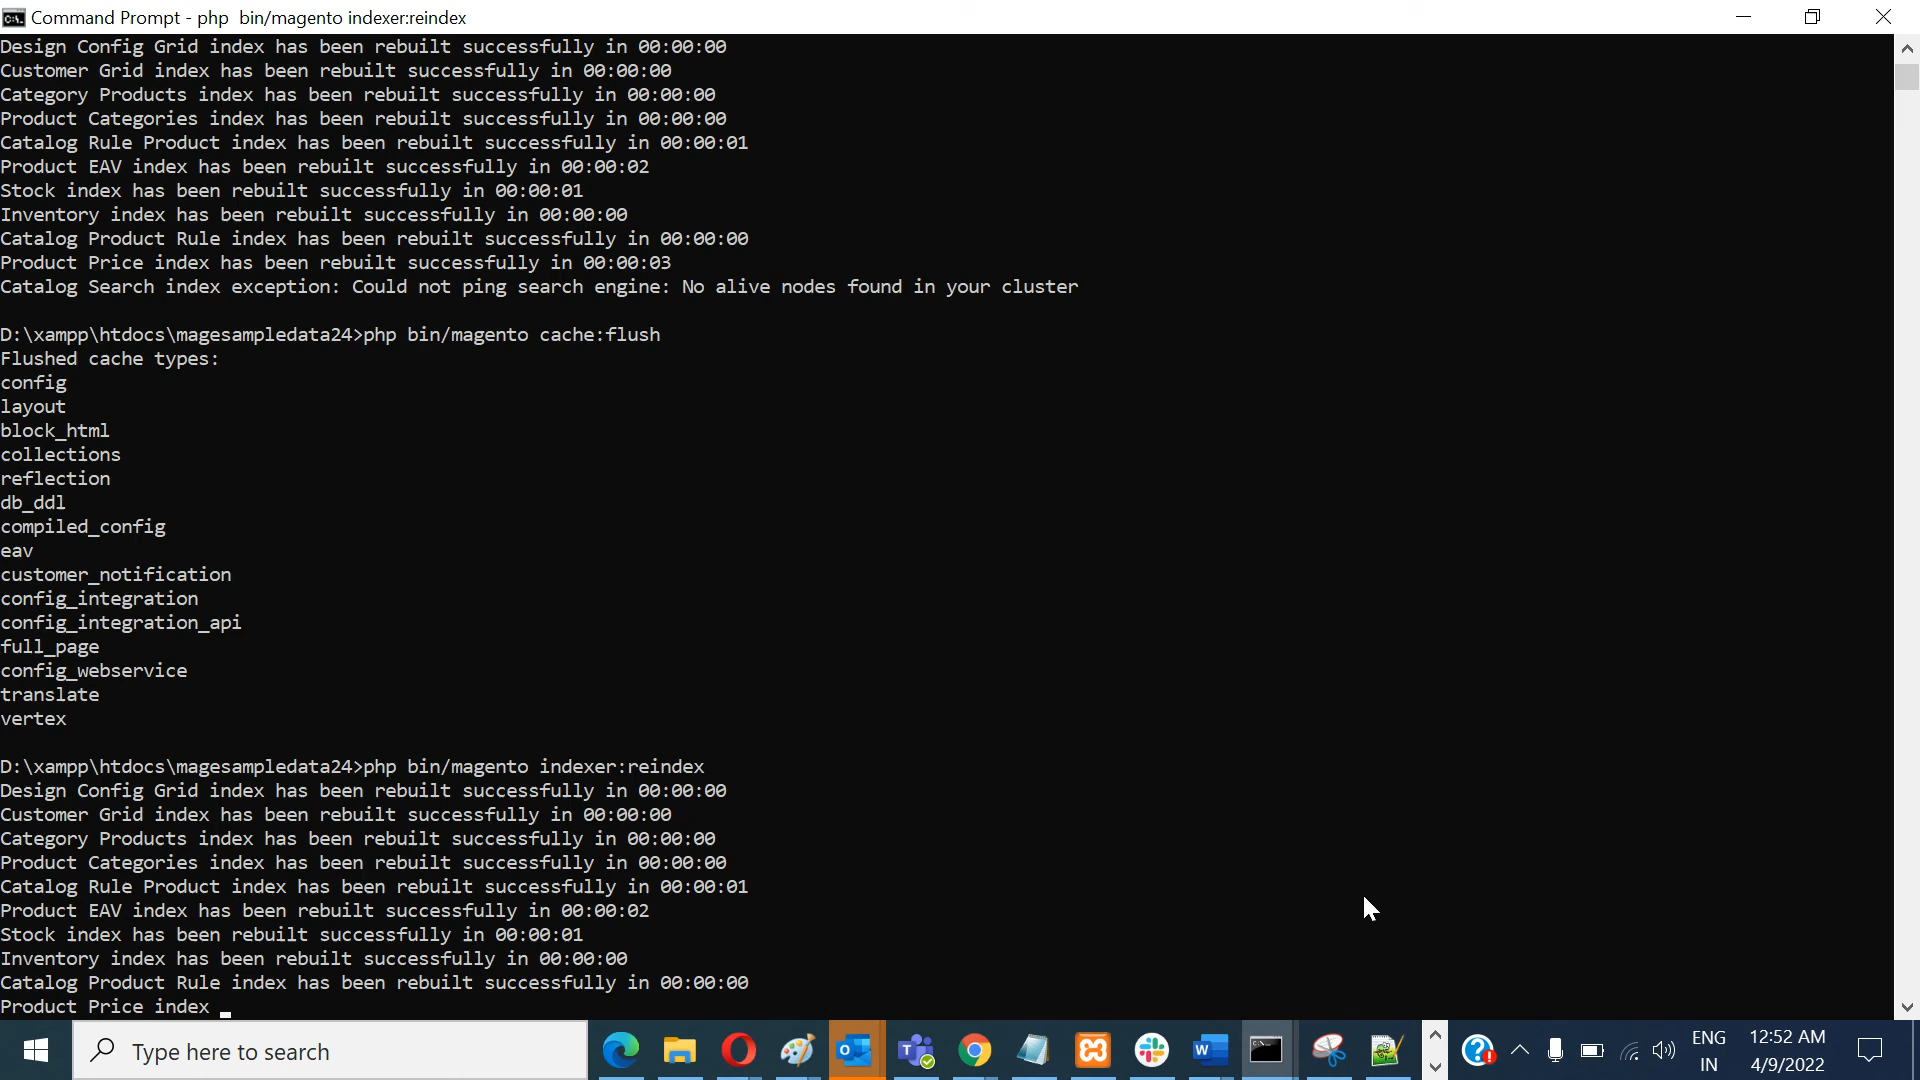 Command Prompt - php  bin/magento indexer:reindex
Design Config Grid index has been rebuilt successfully in 00:00:00
Customer Grid index has been rebuilt successfully in 00:00:00
Category Products index has been rebuilt successfully in 00:00:00
Product Categories index has been rebuilt successfully in 00:00:00
Catalog Rule Product index has been rebuilt successfully in 00:00:01
Product EAV index has been rebuilt successfully in 00:00:02
Stock index has been rebuilt successfully in 00:00:01
Inventory index has been rebuilt successfully in 00:00:00
Catalog Product Rule index has been rebuilt successfully in 00:00:00
Product Price index has been rebuilt successfully in 00:00:03
Catalog Search index exception: Could not ping search engine: No alive nodes found in your cluster
D:\xampp\htdocs\magesampledata24>php bin/magento cache:flush
Flushed cache types:
config
layout
block_html
collections
reflection
db_ddl
compiled_config
eav
customer_notification
config_integration
config_integration_api
full_page
config_webservice
translate
vertex
D:\xampp\htdocs\magesampledata24>php bin/magento indexer:reindex
Design Config Grid index has been rebuilt successfully in 00:00:00
Customer Grid index has been rebuilt successfully in 00:00:00
Category Products index has been rebuilt successfully in 00:00:00
Product Categories index has been rebuilt successfully in 00:00:00
Catalog Rule Product index has been rebuilt successfully in 00:00:01
Product EAV index has been rebuilt successfully in 00:00:02
Stock index has been rebuilt successfully in 00:00:01
Inventory index has been rebuilt successfully in 00:00:00
Catalog Product Rule index has been rebuilt successfully in 00:00:00
Product Price index
Type here to search
ENG
IN
12:52 AM
4/9/2022